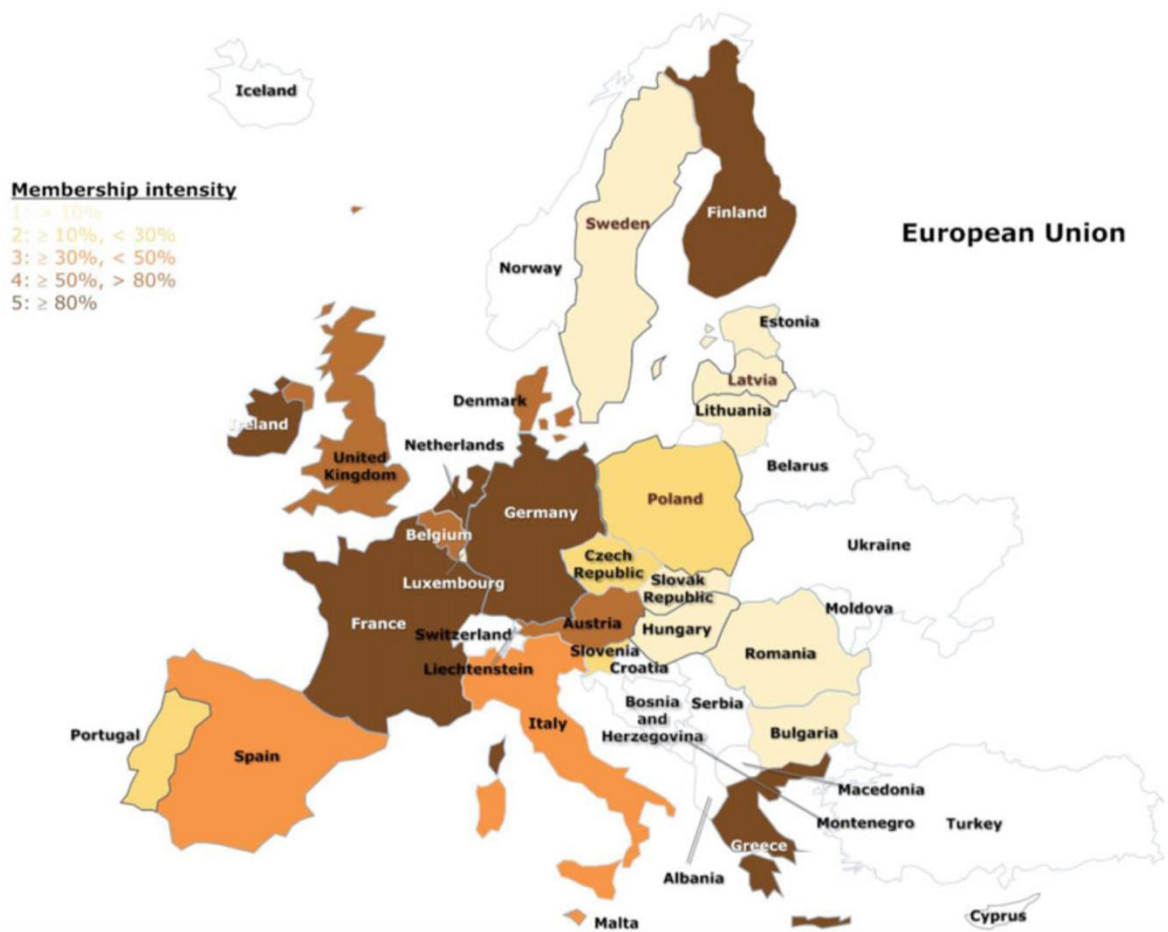 Iceland
Membership intensity
1: > 10%
2: ≥ 10%, < 30%
3: ≥ 30%, < 50%
4: ≥ 50%, > 80%
5: ≥ 80%
European Union
Finland
Sweden
Norway
Estonia
Latvia
Lithuania
Denmark
Ireland
Netherlands
United
Kingdom
Belarus
Poland
Germany
Belgium
Ukraine
Czech
Republic
Luxembourg
Slovak
Republic
Moldova
France
Austria
Switzerland
Hungary
Slovenia
Romania
Croatia
Liechtenstein
Bosnia
and
Herzegovina
Serbia
Italy
Bulgaria
Portugal
Spain
Macedonia
Montenegro
Turkey
Greece
Albania
Malta
Cyprus